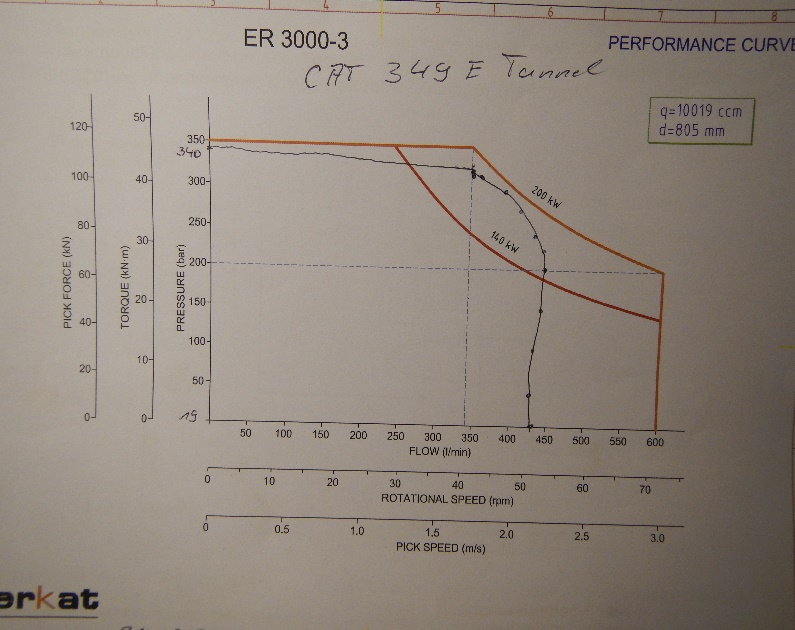 3 4 5 6 7 8
ER 3000-3
PERFORMANCE CURVE
CAT 349 E Tunnel
q=10019 ccm
d=805 mm
PICK FORCE (kN)
120
100
80
60
40
20
0
TORQUE (kN·m)
50
40
30
20
10
0
PRESSURE (bar)
350
340
300
250
200
150
100
50
15
200 kW
140 kW
50 100 150 200 250 300 350 400 450 500 550 600
FLOW (l/min)
0 10 20 30 40 50 60 70
ROTATIONAL SPEED (rpm)
0 0.5 1.0 1.5 2.0 2.5 3.0
PICK SPEED (m/s)
erkat